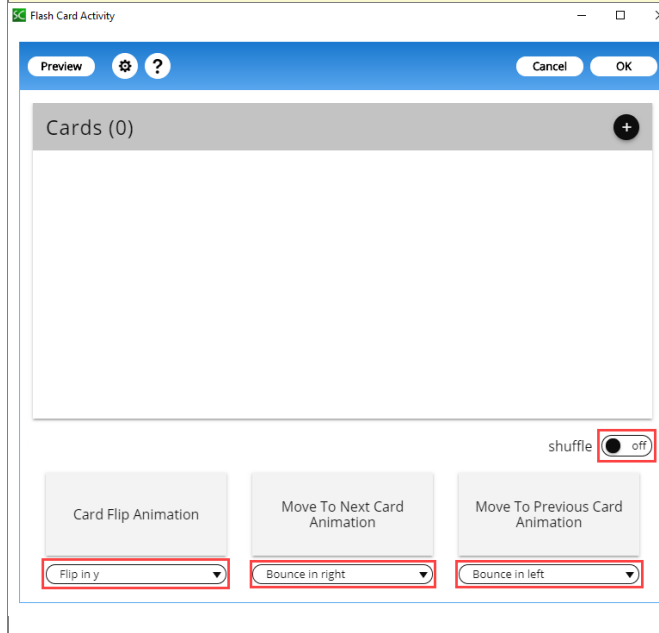 SC Flash Card Activity
Preview ? Cancel OK
Cards (0)
shuffle off
Card Flip Animation
Move To Next Card
Animation
Move To Previous Card
Animation
Flip in y
Bounce in right
Bounce in left